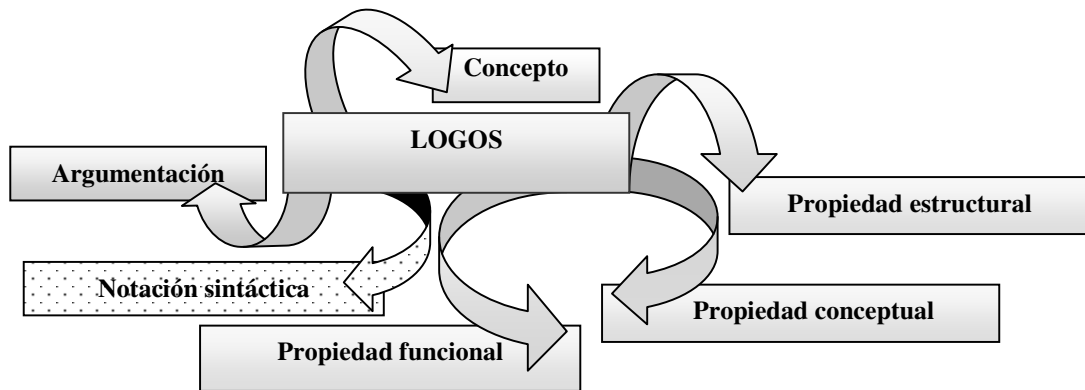 Concepto
LOGOS
Argumentación
Propiedad estructural
Notación sintáctica
Propiedad conceptual
Propiedad funcional